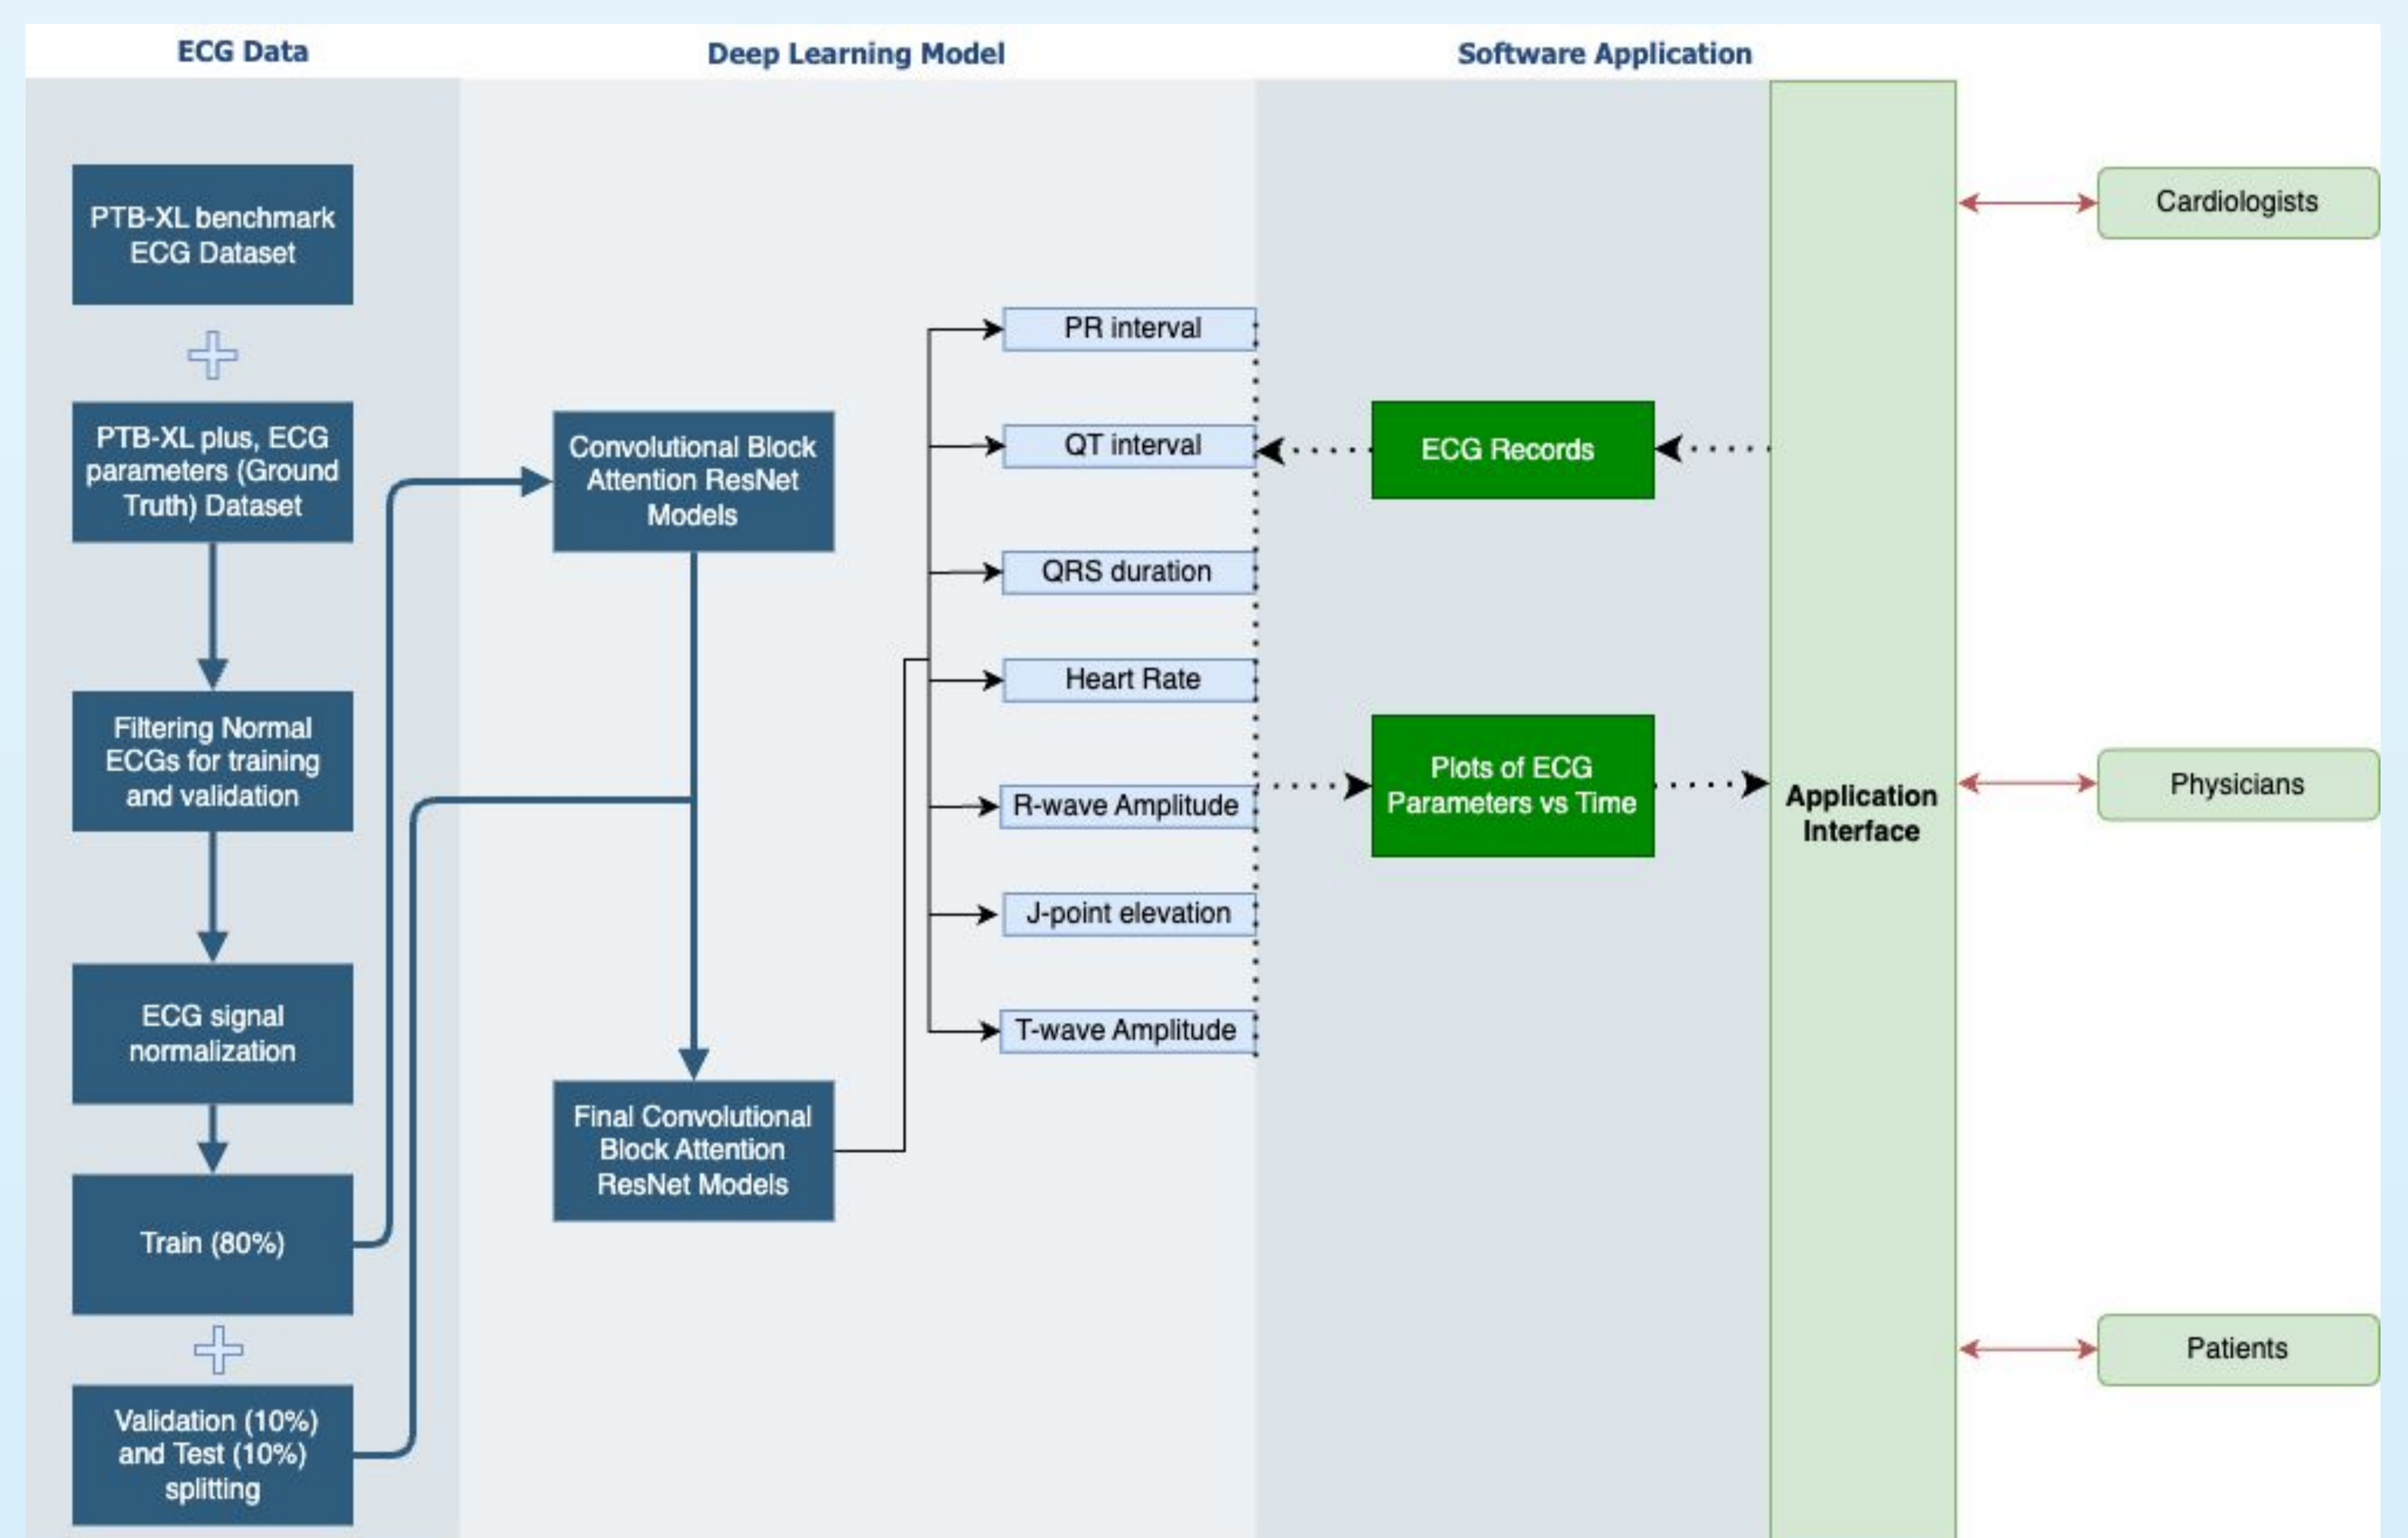 ECG Data
Deep Learning Model
Software Application
PTB-XL benchmark
ECG Dataset
PTB-XL plus, ECG
parameters (Ground
Truth) Dataset
Filtering Normal
ECGs for training
and validation
ECG signal
normalization
Train (80%)
Validation (10%)
and Test (10%)
splitting
Convolutional Block
Attention ResNet
Models
Final Convolutional
Block Attention
ResNet Models
PR interval
QT interval
QRS duration
Heart Rate
R-wave Amplitude
J-point elevation
T-wave Amplitude
ECG Records
Plots of ECG
Parameters vs Time
Application
Interface
Cardiologists
Physicians
Patients